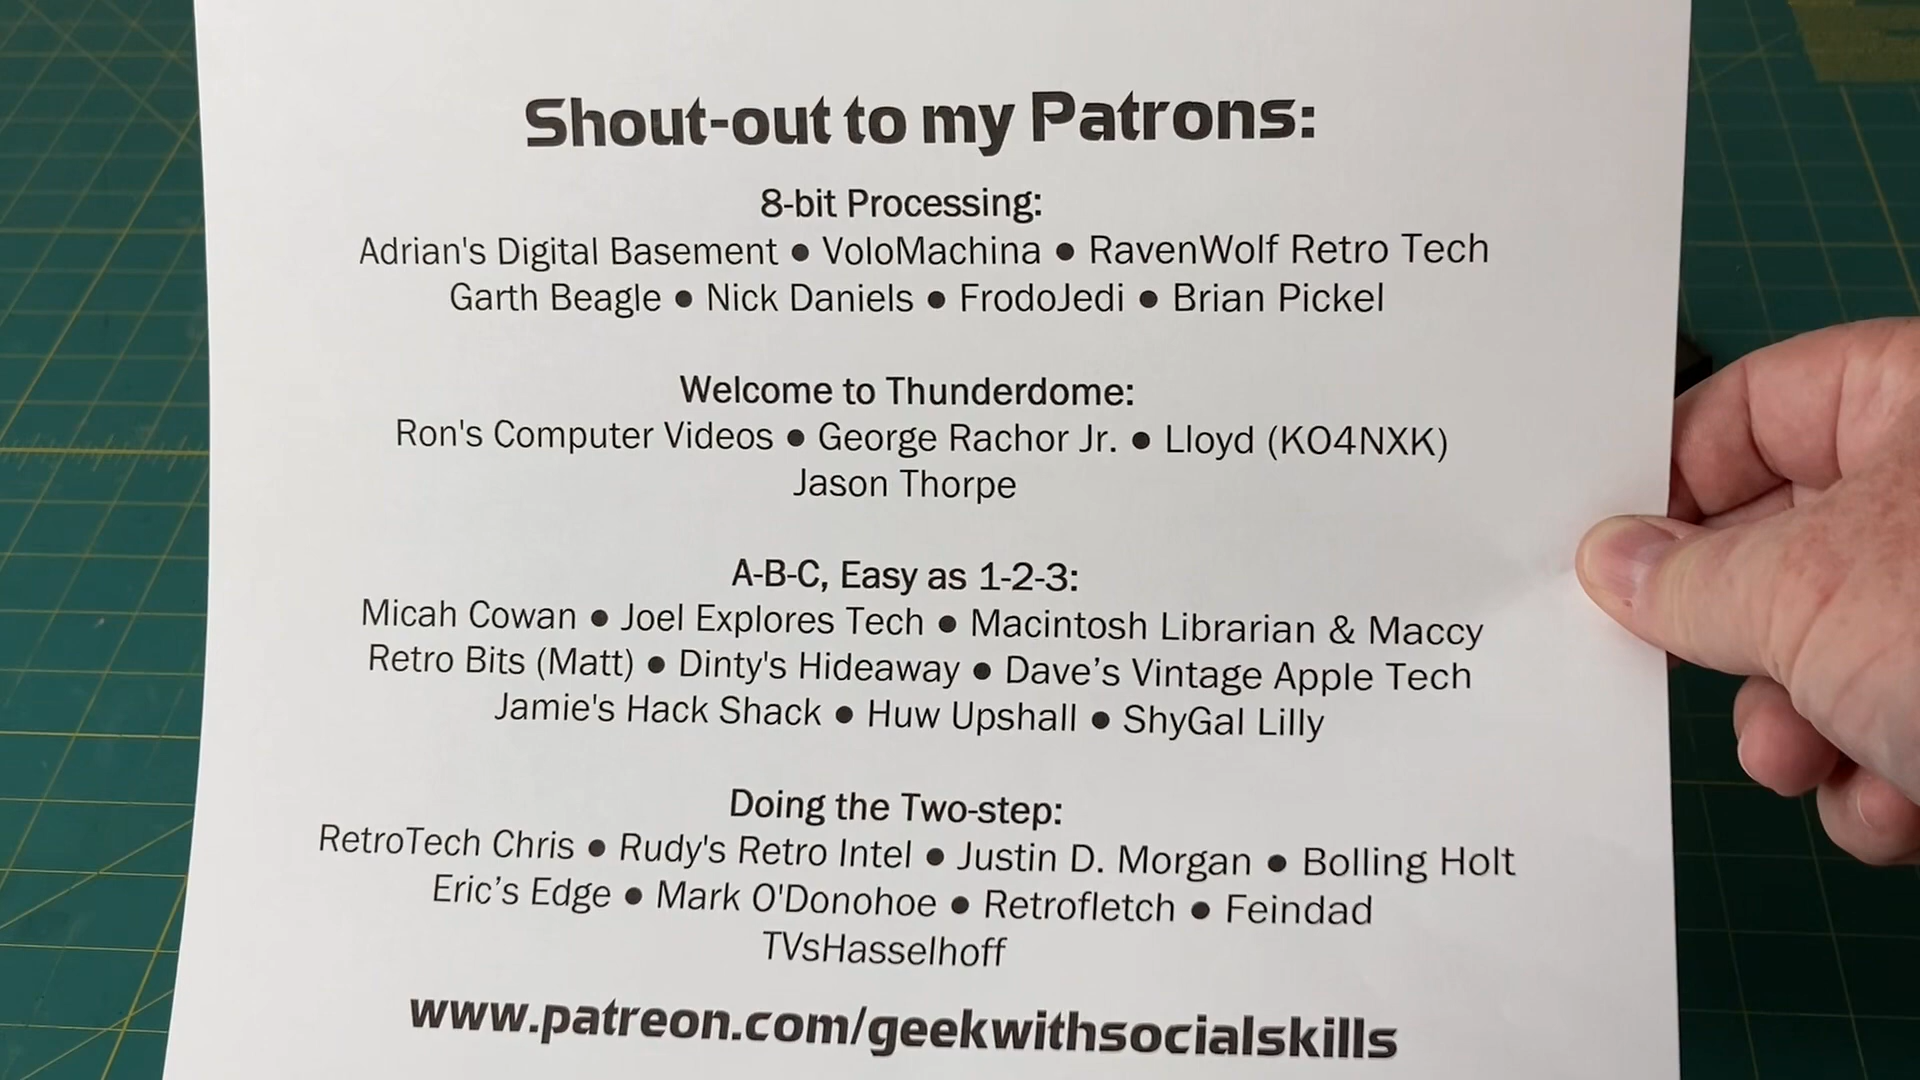 Shout-out to my Patrons:
8-bit Processing:
Adrian's Digital Basement ● VoloMachina ● RavenWolf Retro Tech
Garth Beagle ● Nick Daniels ● FrodoJedi ● Brian Pickel
Welcome to Thunderdome:
Ron's Computer Videos ● George Rachor Jr. ● Lloyd (KO4NXK)
Jason Thorpe
A-B-C, Easy as 1-2-3:
Micah Cowan ● Joel Explores Tech ● Macintosh Librarian & Maccy
Retro Bits (Matt) ● Dinty's Hideaway ● Dave’s Vintage Apple Tech
Jamie's Hack Shack ● Huw Upshall ● ShyGal Lilly
Doing the Two-step:
RetroTech Chris ● Rudy's Retro Intel ● Justin D. Morgan ● Bolling Holt
Eric’s Edge ● Mark O'Donohoe ● Retrofletch ● Feindad
TVsHasselhoff
www.patreon.com/geekwithsocialskills